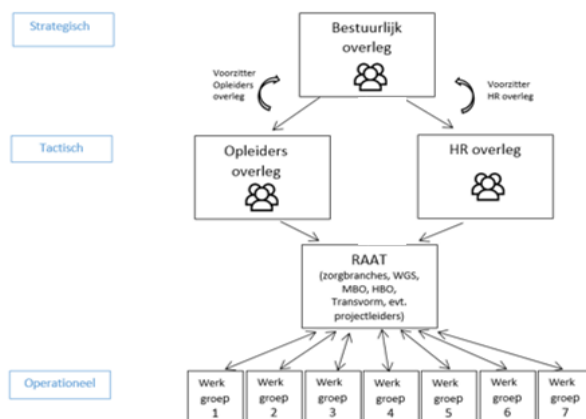 Strategisch
Bestuurlijk
overleg
Voorzitter
Opleiders
overleg
Voorzitter
HR overleg
Tactisch
Opleiders
overleg
HR overleg
RAAT
(zorgbranches, WGS,
MBO, HBO,
Transvorm, evt.
projectleiders)
Operationeel
Werk
groep
1
Werk
groep
2
Werk
groep
3
Werk
groep
4
Werk
groep
5
Werk
groep
6
Werk
groep
7